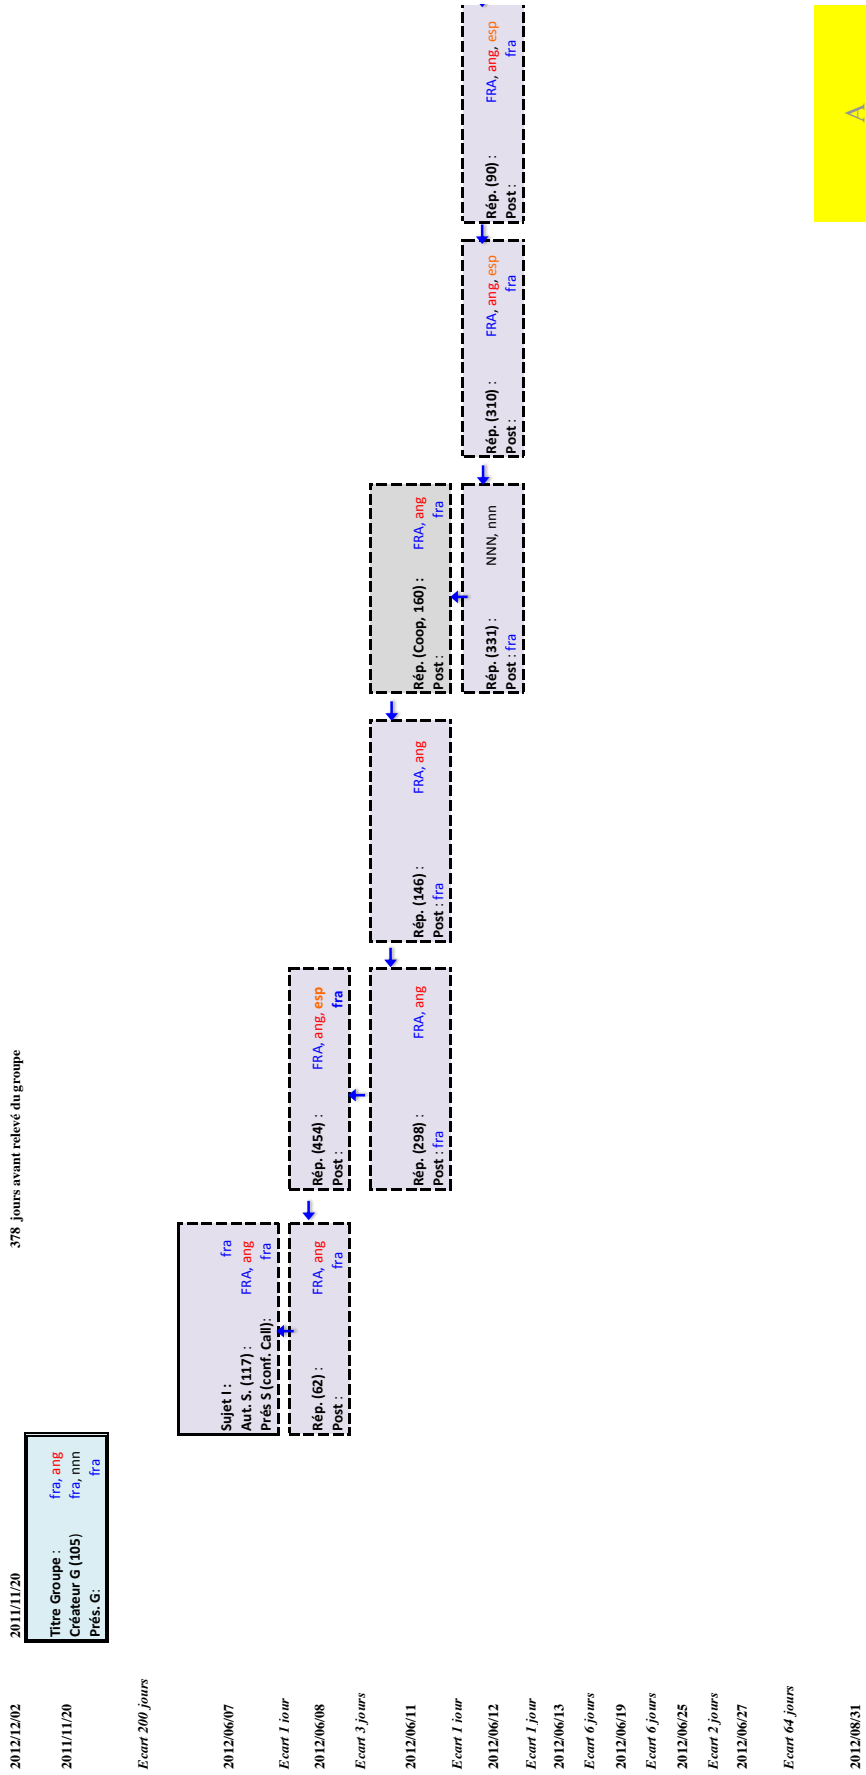 2012/12/02
2011/11/20
378 jours avant relevé du groupe
2011/11/20
Titre Groupe : fra, ang
Créateur G (105) fra, nnn
Prés. G: fra
Ecart 200 jours
2012/06/07
Sujet I : fra
Aut. S. (117) : FRA, ang
Prés S (conf. Call): fra
Ecart 1 iour
2012/06/08
Rép. (62) : FRA, ang
Post : fra
Rép. (454) : FRA, ang, esp
Post : fra
Ecart 3 jours
2012/06/11
Rép. (298) : FRA, ang
Post : fra
Rép. (146) : FRA, ang
Post : fra
Rép. (Coop, 160) : FRA, ang
Post : fra
Ecart 1 iour
2012/06/12
Rép. (331) : NNN, nnn
Post : fra
Rép. (310) : FRA, ang, esp
Post : fra
Rép. (90) : FRA, ang, esp
Post : fra
Ecart 1 jour
2012/06/13
Ecart 6 jours
2012/06/19
Ecart 6 jours
2012/06/25
Ecart 2 jours
2012/06/27
Ecart 64 jours
2012/08/31
A